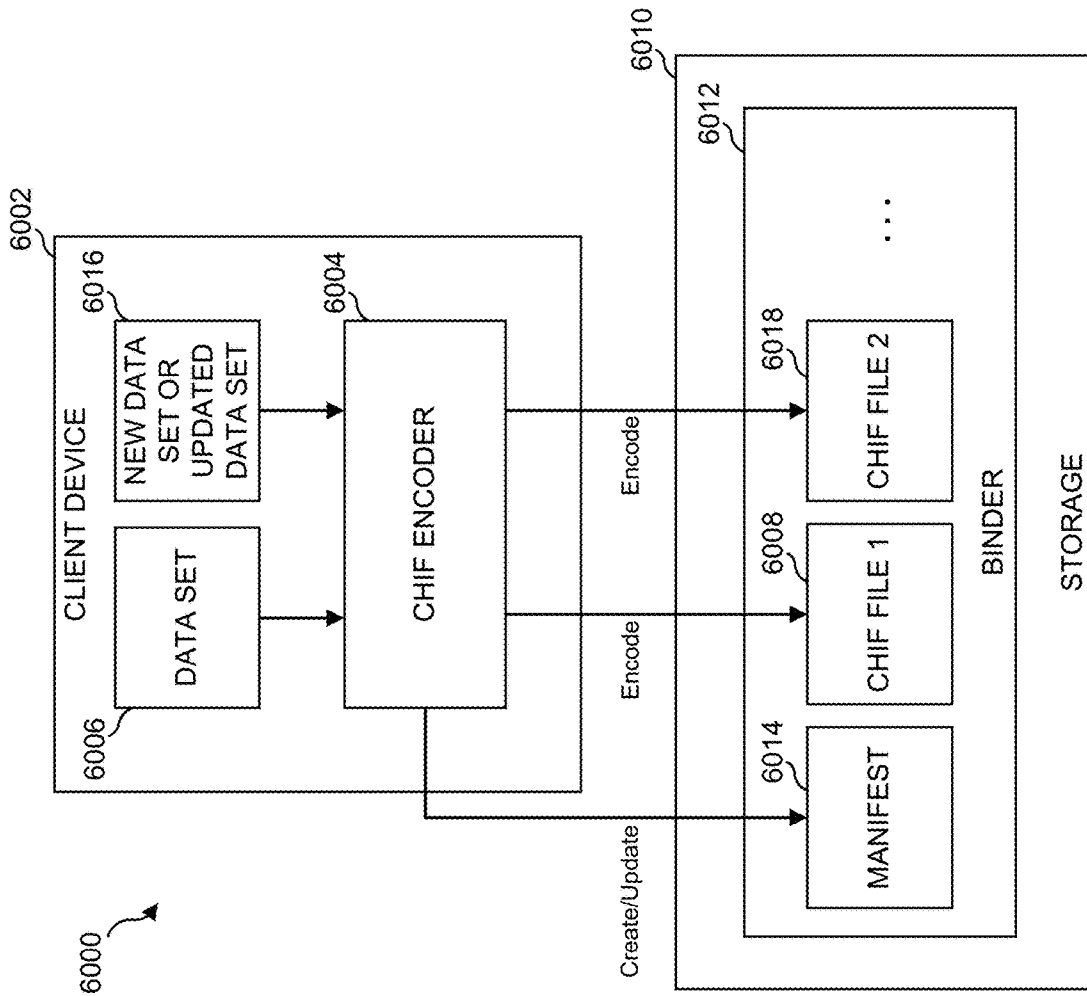 6000
6002
CLIENT DEVICE
6006
DATA SET
6016
NEW DATA
SET OR
UPDATED
DATA SET
6004
CHIF ENCODER
Create/Update
Encode
Encode
6010
6012
6014
MANIFEST
6008
CHIF FILE 1
6018
CHIF FILE 2
...
BINDER
STORAGE